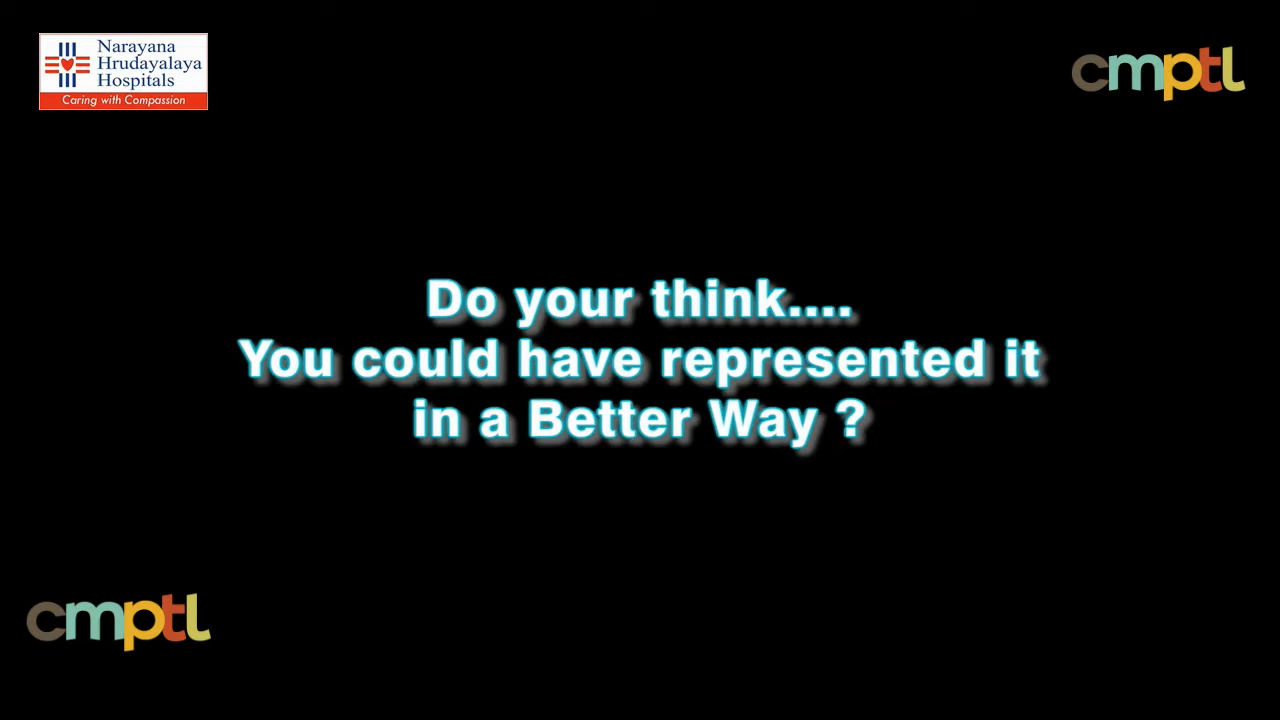 Narayana
Hrudayalaya
Hospitals
Caring with Compassion
cmptl
Do your think....
You could have represented it
in a Better Way ?
cmptl